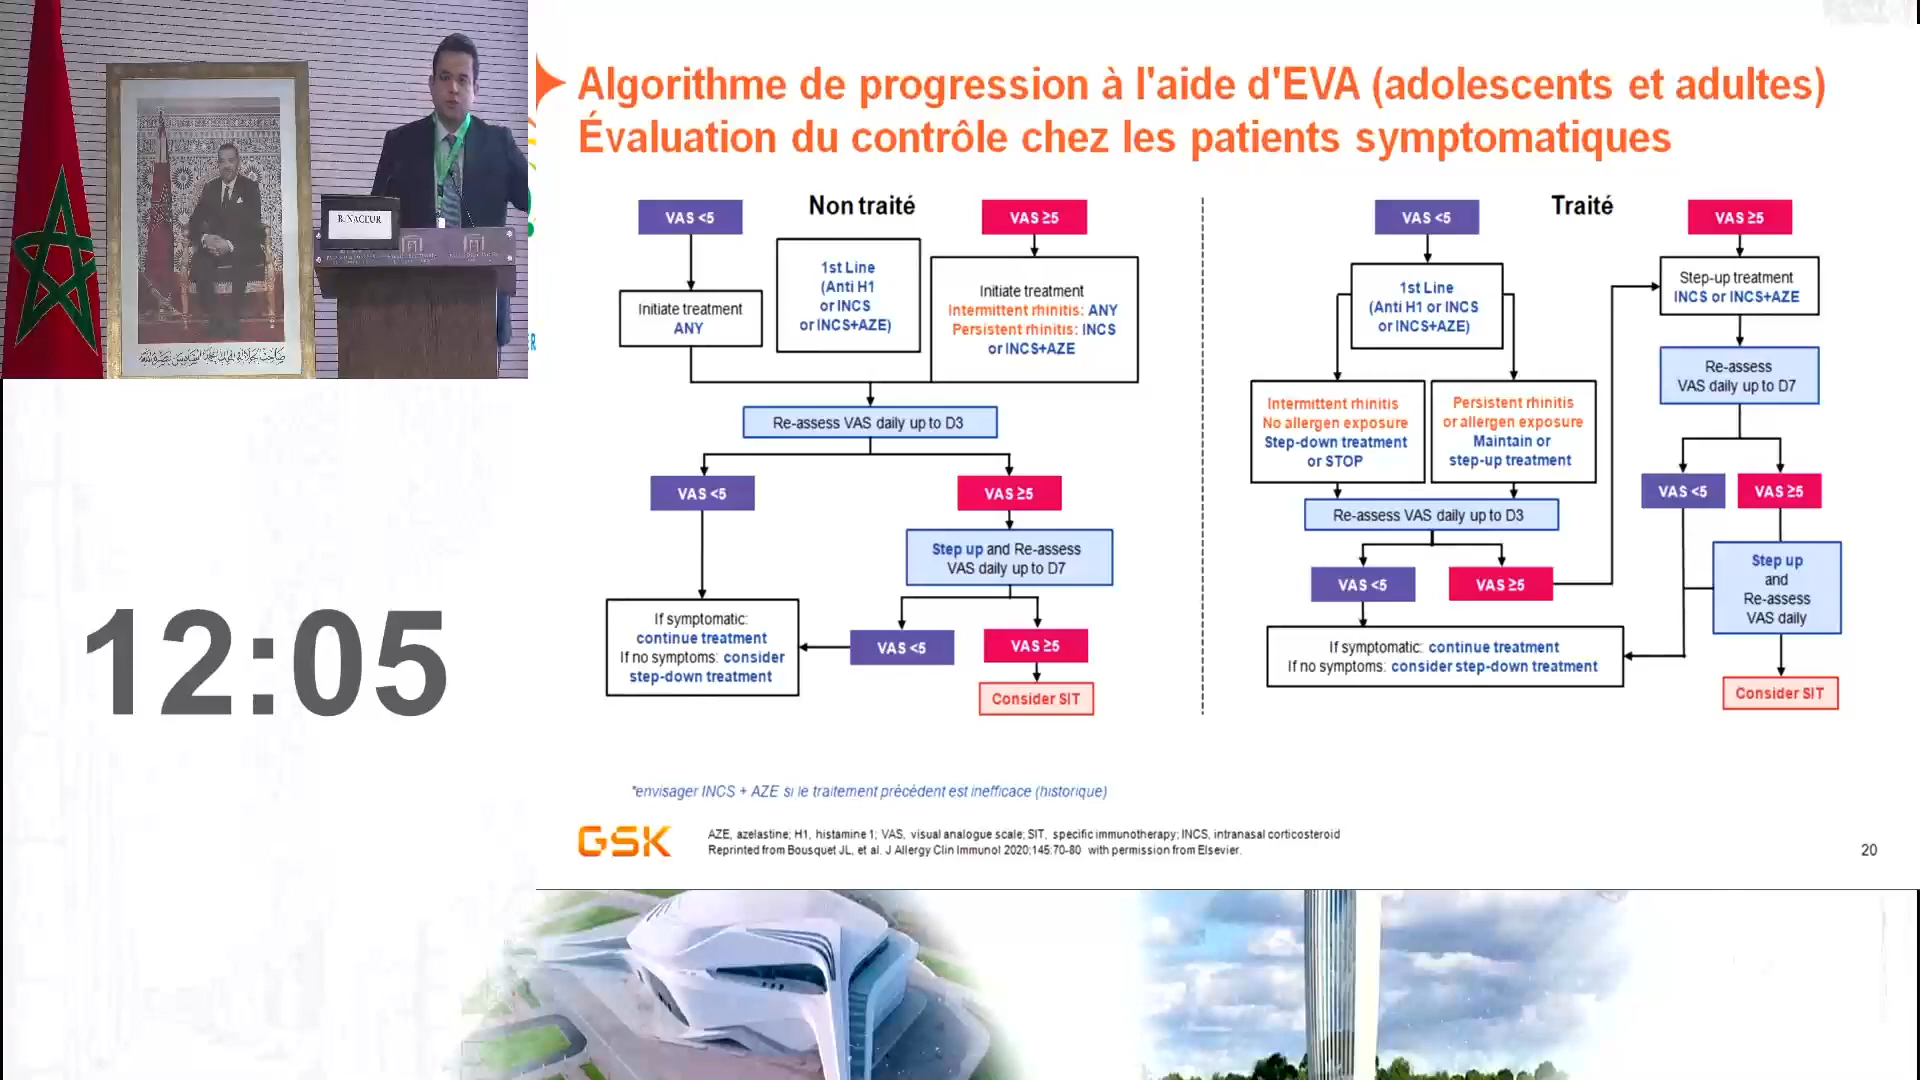 B. NACEUR
12:05
Algorithme de progression à l'aide d'EVA (adolescents et adultes)
Évaluation du contrôle chez les patients symptomatiques
Non traité
VAS <5
Initiate treatment
ANY
1st Line
(Anti H1
or INCS
or INCS+AZE)
VAS ≥5
Initiate treatment
Intermittent rhinitis: ANY
Persistent rhinitis: INCS
or INCS+AZE
Re-assess VAS daily up to D3
VAS <5
VAS ≥5
Step up and Re-assess
VAS daily up to D7
If symptomatic:
continue treatment
If no symptoms: consider
step-down treatment
VAS <5
VAS ≥5
Consider SIT
Traité
VAS <5
1st Line
(Anti H1 or INCS
or INCS+AZE)
Intermittent rhinitis
No allergen exposure
Step-down treatment
or STOP
Persistent rhinitis
or allergen exposure
Maintain or
step-up treatment
Re-assess VAS daily up to D3
VAS <5
VAS ≥5
If symptomatic: continue treatment
If no symptoms: consider step-down treatment
VAS ≥5
Step-up treatment
INCS or INCS+AZE
Re-assess
VAS daily up to D7
VAS <5
VAS ≥5
Step up
and
Re-assess
VAS daily
Consider SIT
*envisager INCS + AZE si le traitement précédent est inefficace (historique)
GSK
AZE, azelastine; H1, histamine 1; VAS, visual analogue scale; SIT, specific immunotherapy; INCS, intranasal corticosteroid
Reprinted from Bousquet JL, et al. J Allergy Clin Immunol 2020;145:70-80 with permission from Elsevier.
20